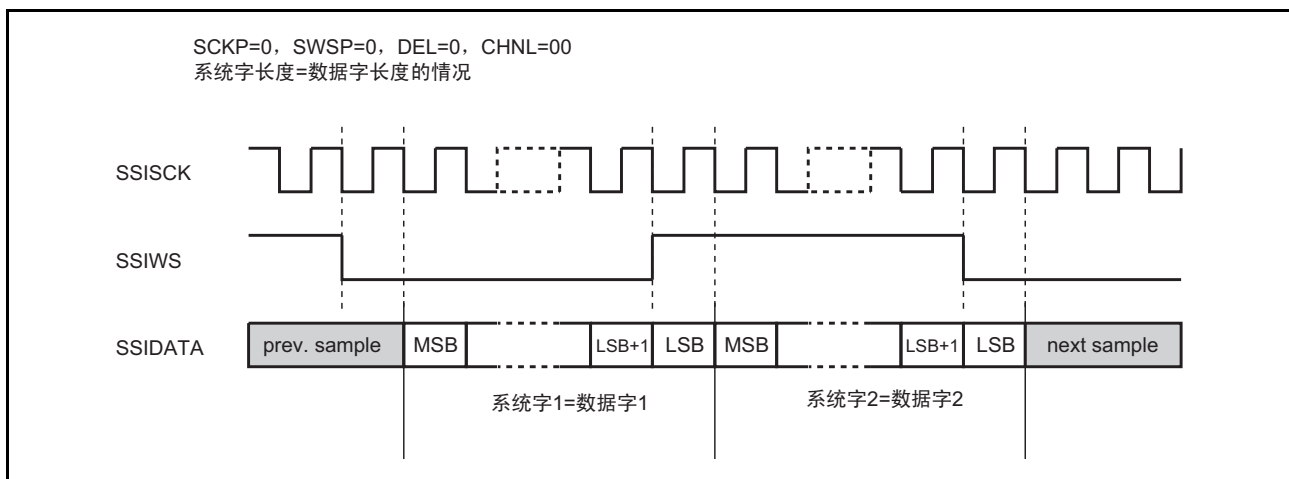 SCKP=0，SWSP=0，DEL=0，CHNL=00
系统字长度=数据字长度的情况
SSISCK
SSIWS
SSIDATA
prev. sample MSB LSB+1 LSB MSB LSB+1 LSB next sample
系统字1=数据字1 系统字2=数据字2